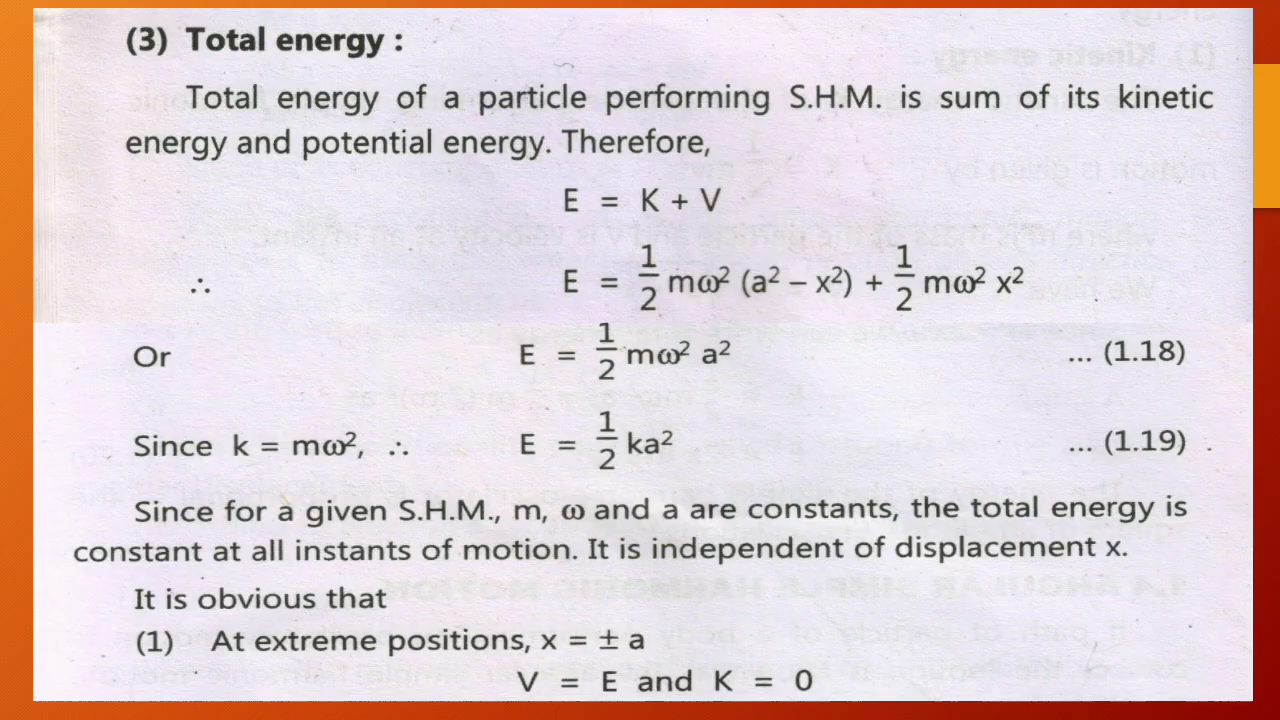 (3) Total energy :
Total energy of a particle performing S.H.M. is sum of its kinetic
energy and potential energy. Therefore,
E = K + V
∴ E = 1/2 mω² (a² – x²) + 1/2 mω² x²
Or E = 1/2 mω² a² ... (1.18)
Since k = mω², ∴ E = 1/2 ka² ... (1.19)
Since for a given S.H.M., m, ω and a are constants, the total energy is
constant at all instants of motion. It is independent of displacement x.
It is obvious that
(1) At extreme positions, x = ± a
V = E and K = 0